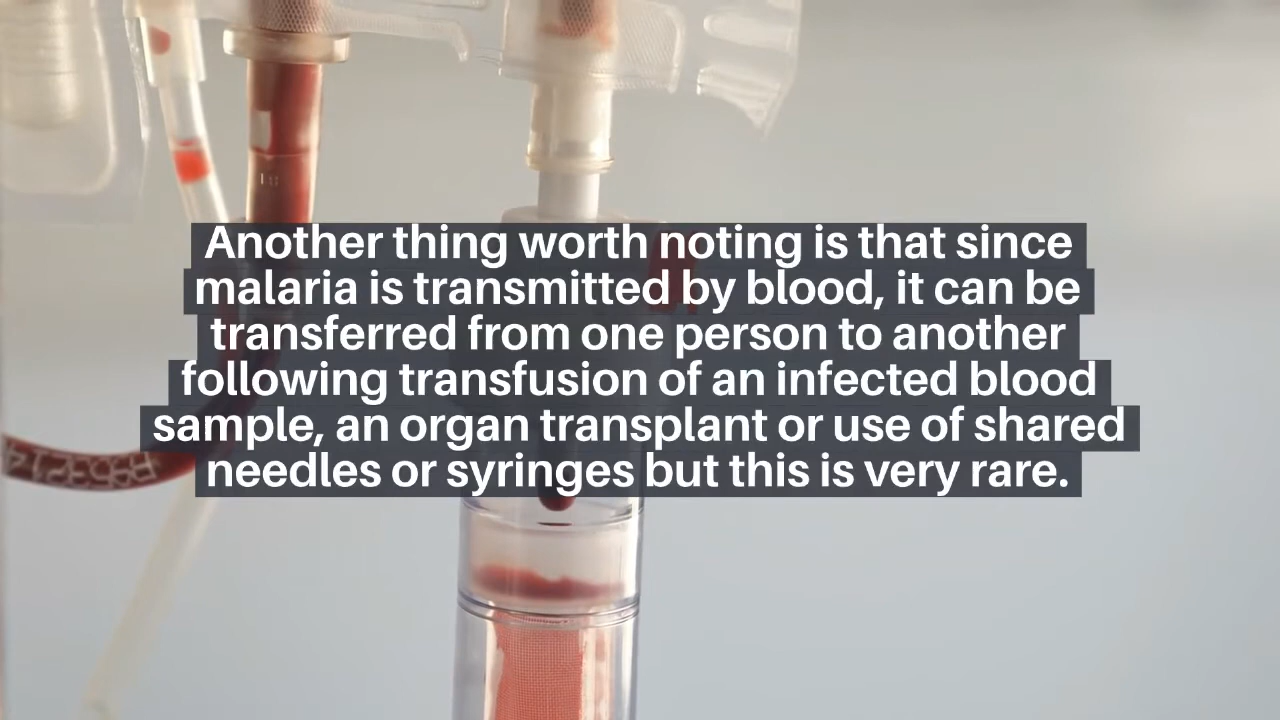 Another thing worth noting is that since
malaria is transmitted by blood, it can be
transferred from one person to another
following transfusion of an infected blood
sample, an organ transplant or use of shared
needles or syringes but this is very rare.